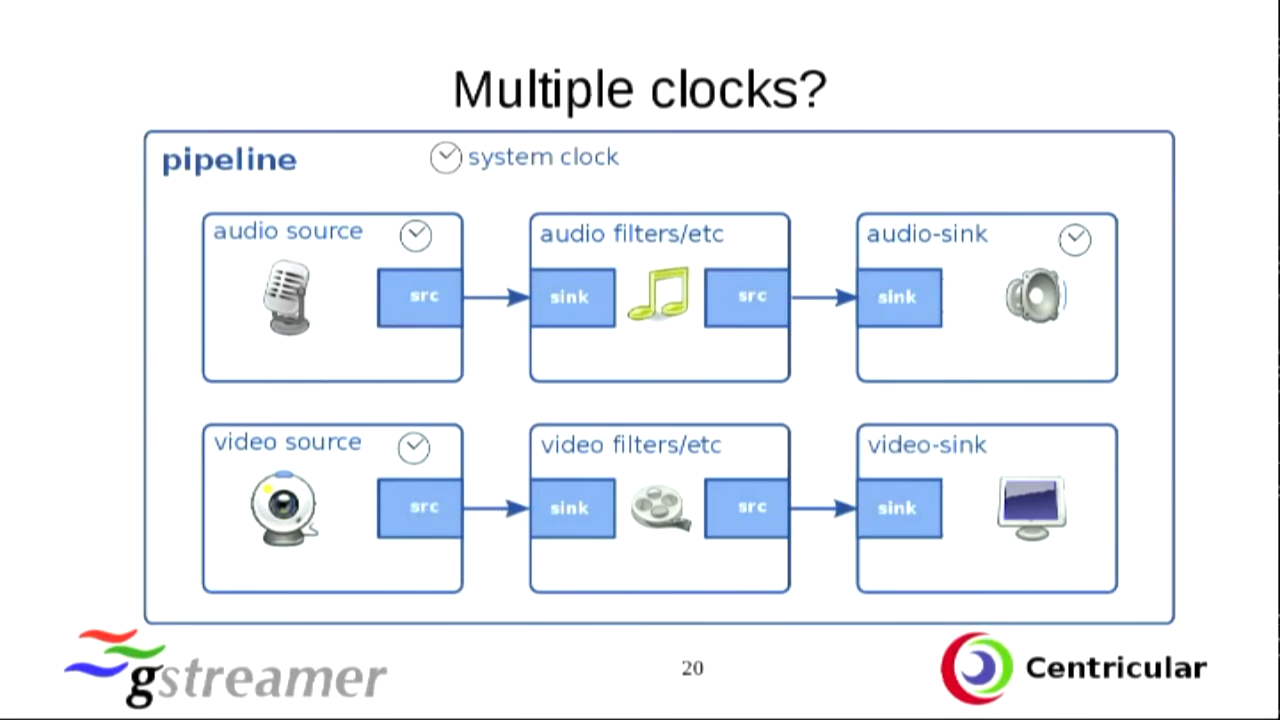 Multiple clocks?
pipeline
system clock
audio source
audio filters/etc
audio-sink
src
sink
src
sink
video source
video filters/etc
video-sink
src
sink
src
sink
gstreamer
20
Centricular